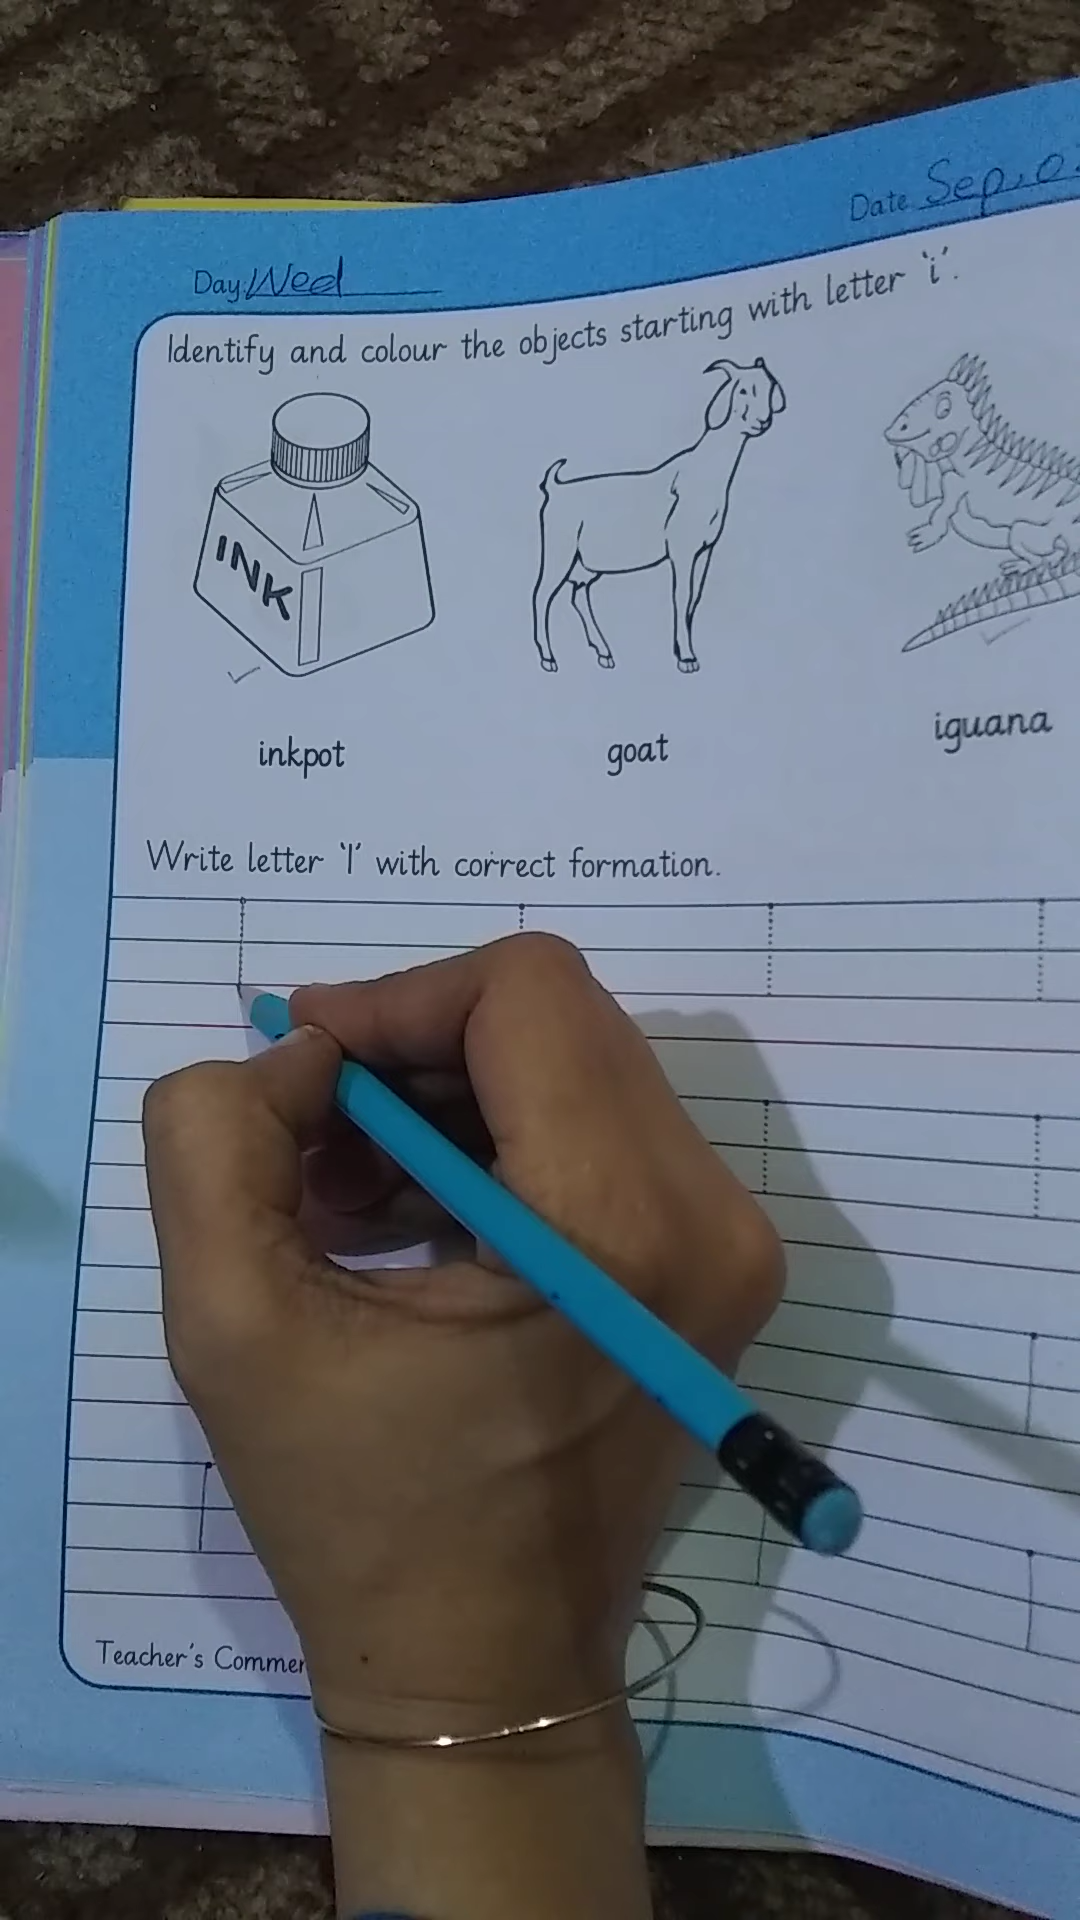 Date Sep, 0
Day: Wed
Identify and colour the objects starting with letter 'i'.
INK
inkpot goat iguana
Write letter 'I' with correct formation.
Teacher's